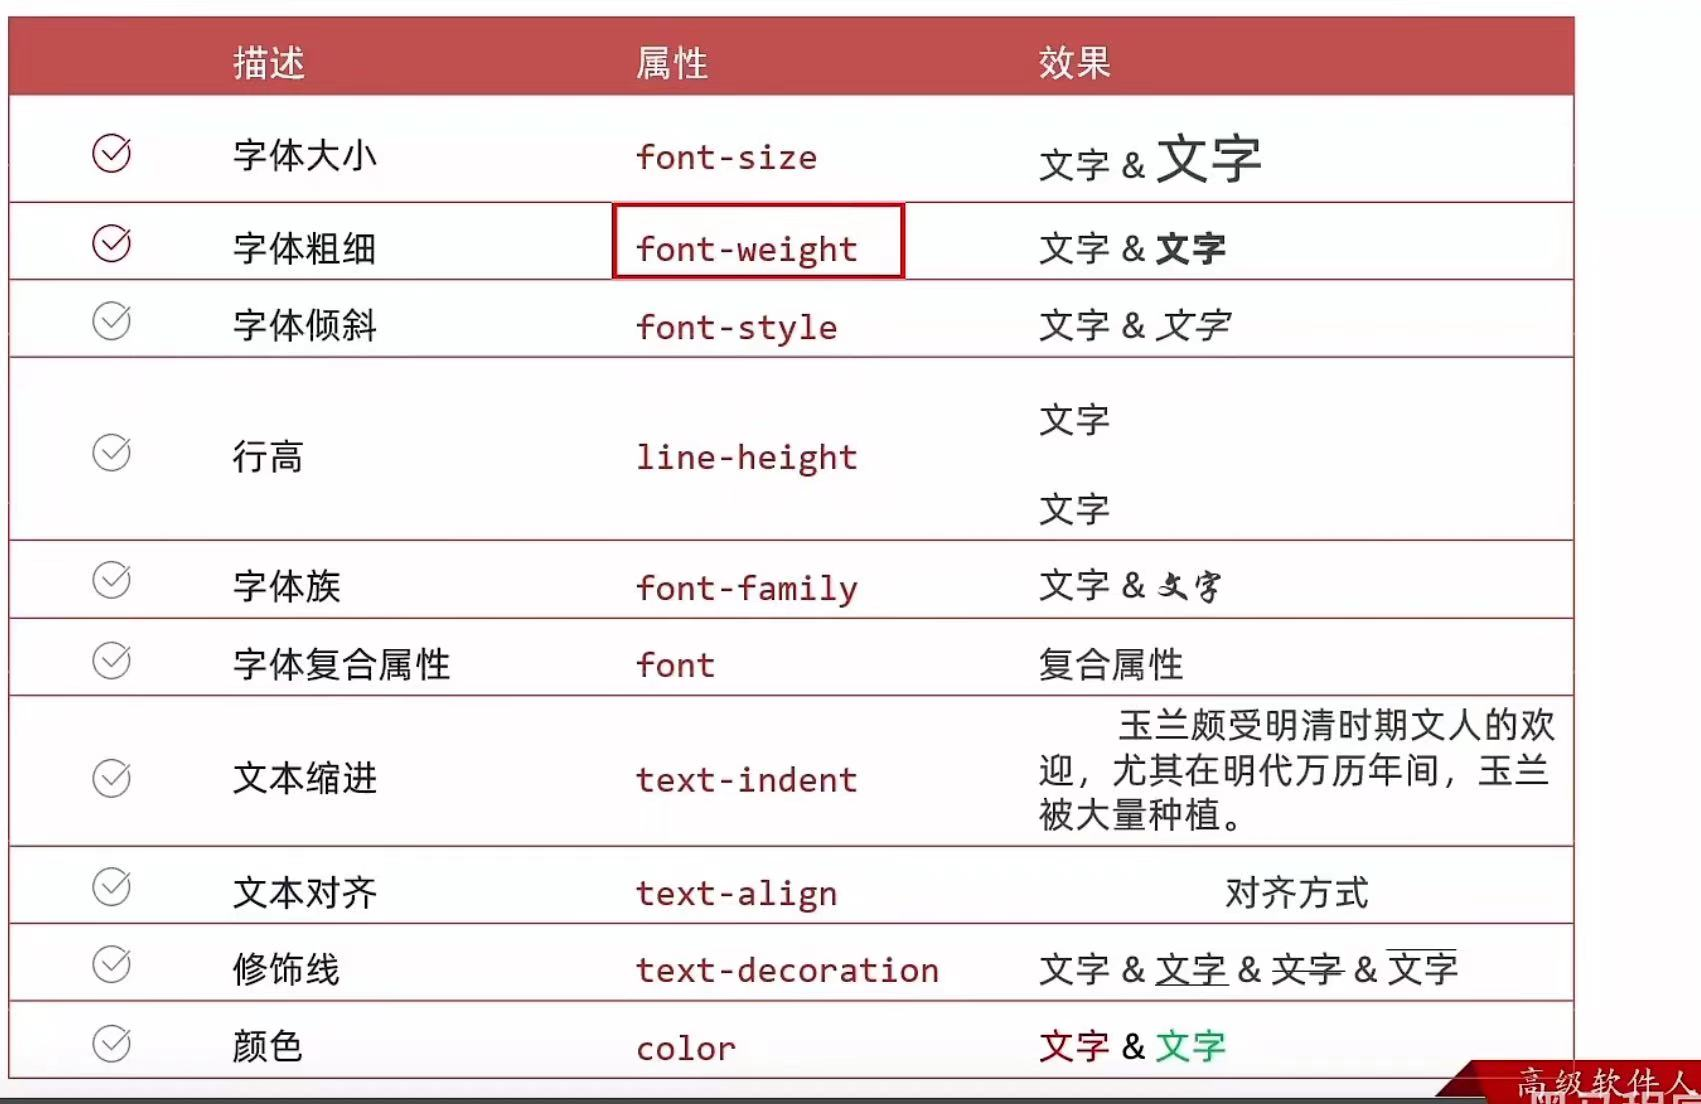 描述 属性 效果
字体大小 font-size 文字 & 文字
字体粗细 font-weight 文字 & 文字
字体倾斜 font-style 文字 & 文字
行高 line-height 文字
文字
字体族 font-family 文字 & 文字
字体复合属性 font 复合属性
文本缩进 text-indent 玉兰颇受明清时期文人的欢
迎，尤其在明代万历年间，玉兰
被大量种植。
文本对齐 text-align 对齐方式
修饰线 text-decoration 文字 & 文字 & 文字 & 文字
颜色 color 文字 & 文字
高级软件人